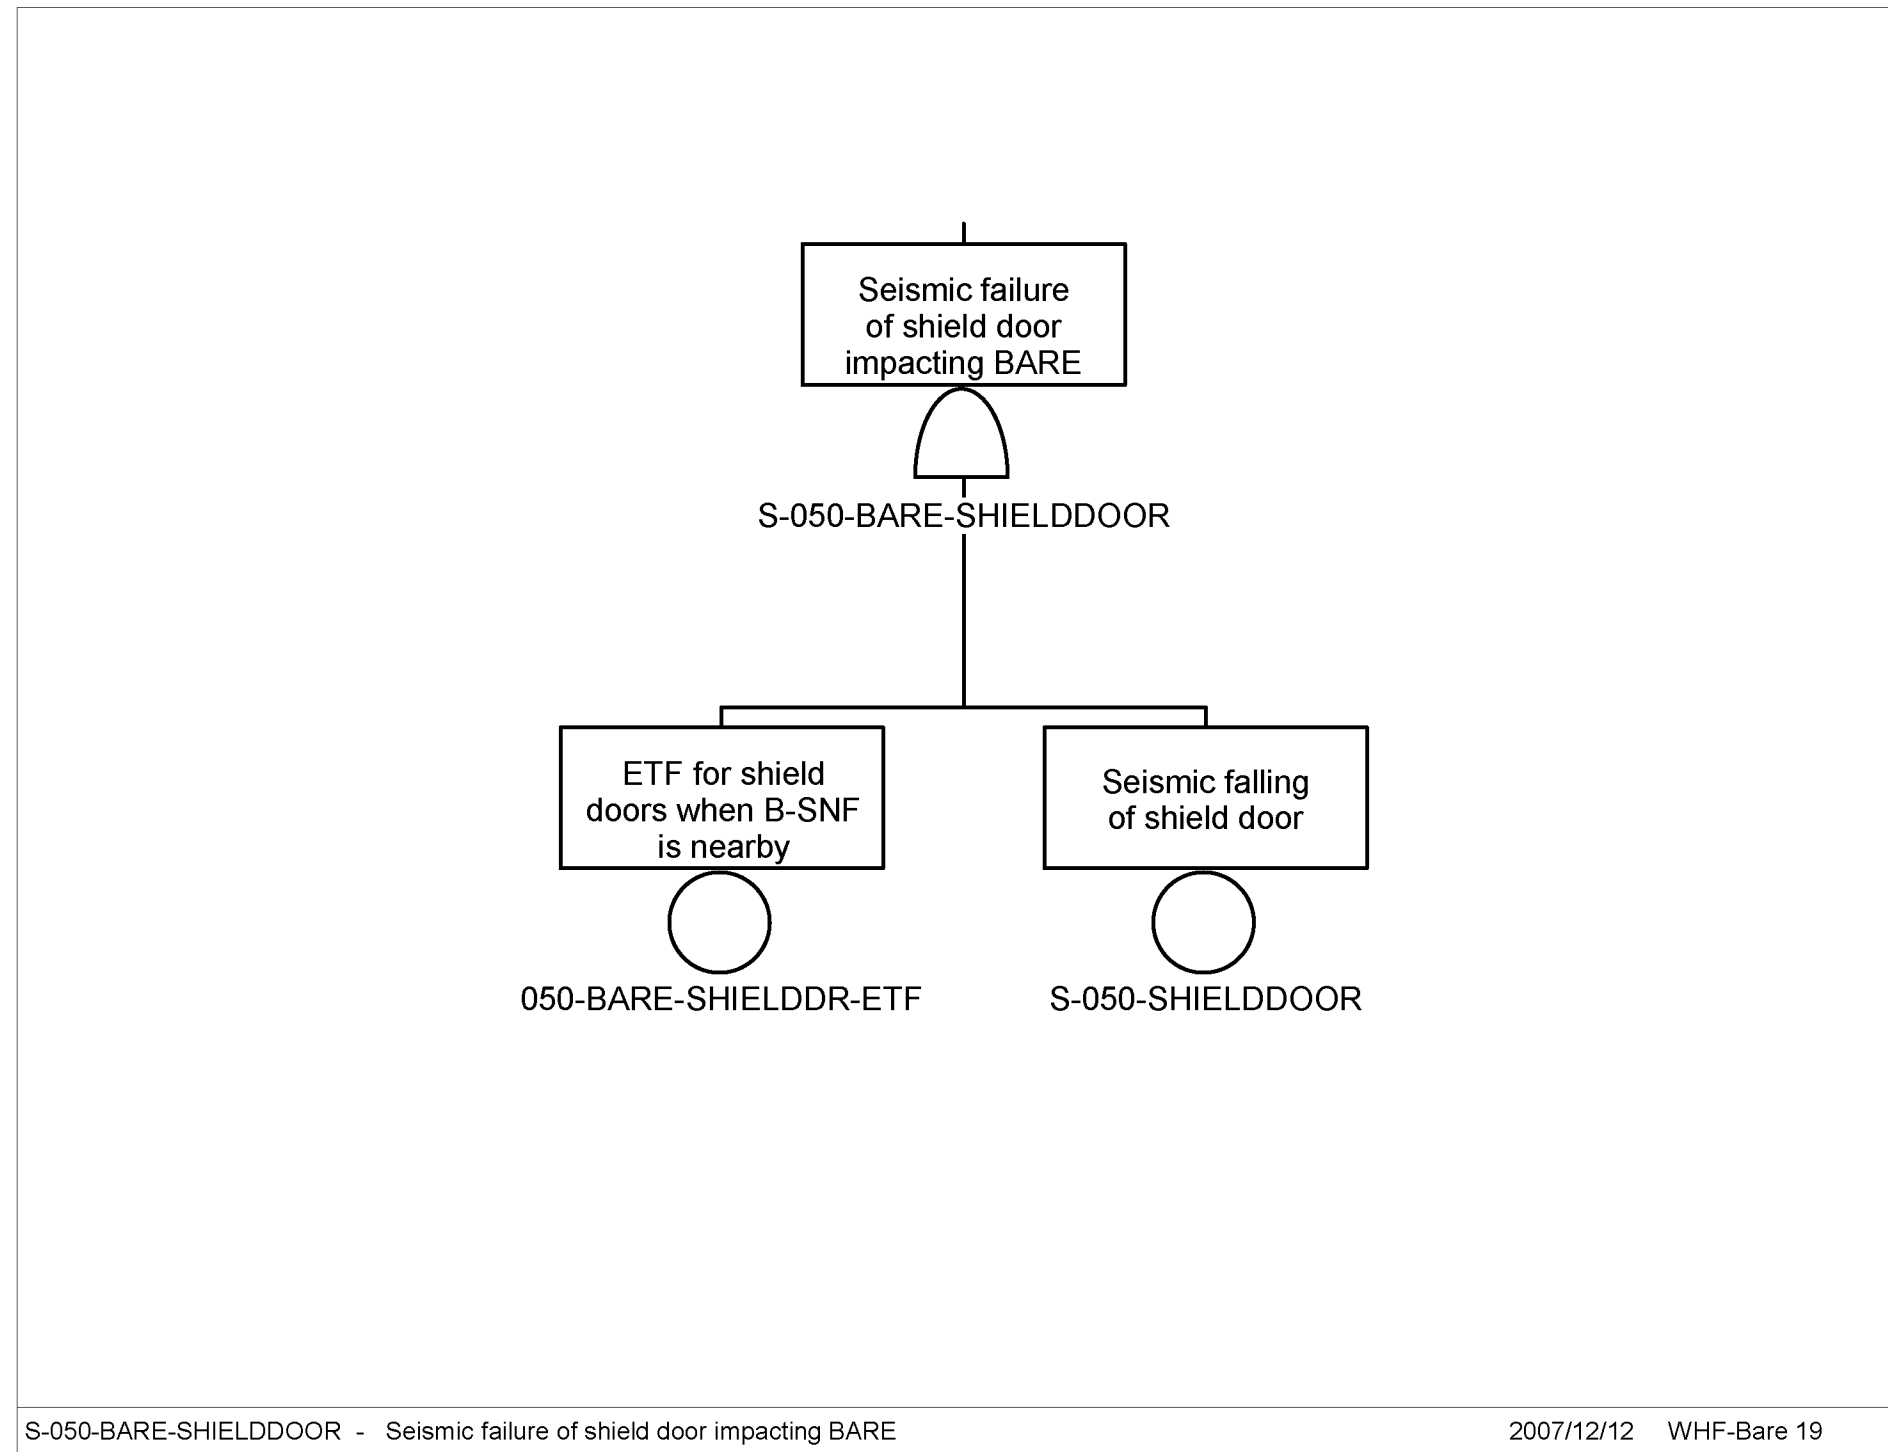 Seismic failure
of shield door
impacting BARE
S-050-BARE-SHIELDDOOR
ETF for shield
doors when B-SNF
is nearby
050-BARE-SHIELDDR-ETF
Seismic falling
of shield door
S-050-SHIELDDOOR
S-050-BARE-SHIELDDOOR - Seismic failure of shield door impacting BARE 2007/12/12 WHF-Bare 19